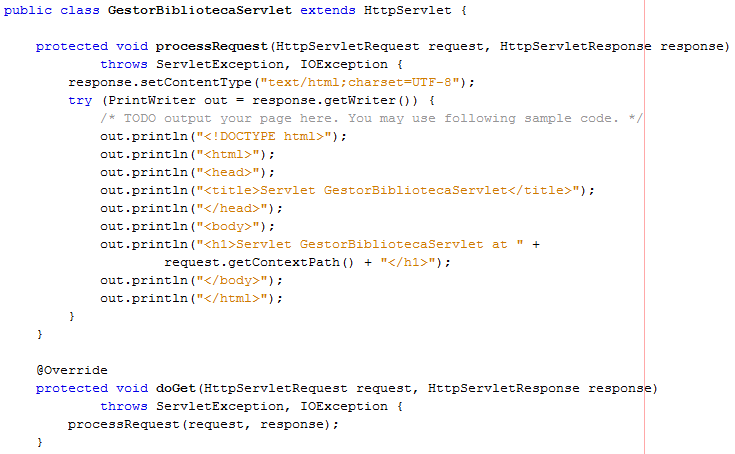 public class GestorBibliotecaServlet extends HttpServlet {
protected void processRequest(HttpServletRequest request, HttpServletResponse response)
throws ServletException, IOException {
response.setContentType("text/html;charset=UTF-8");
try (PrintWriter out = response.getWriter()) {
/* TODO output your page here. You may use following sample code. */
out.println("<!DOCTYPE html>");
out.println("<html>");
out.println("<head>");
out.println("<title>Servlet GestorBibliotecaServlet</title>");
out.println("</head>");
out.println("<body>");
out.println("<h1>Servlet GestorBibliotecaServlet at " +
request.getContextPath() + "</h1>");
out.println("</body>");
out.println("</html>");
}
}
@Override
protected void doGet(HttpServletRequest request, HttpServletResponse response)
throws ServletException, IOException {
processRequest(request, response);
}